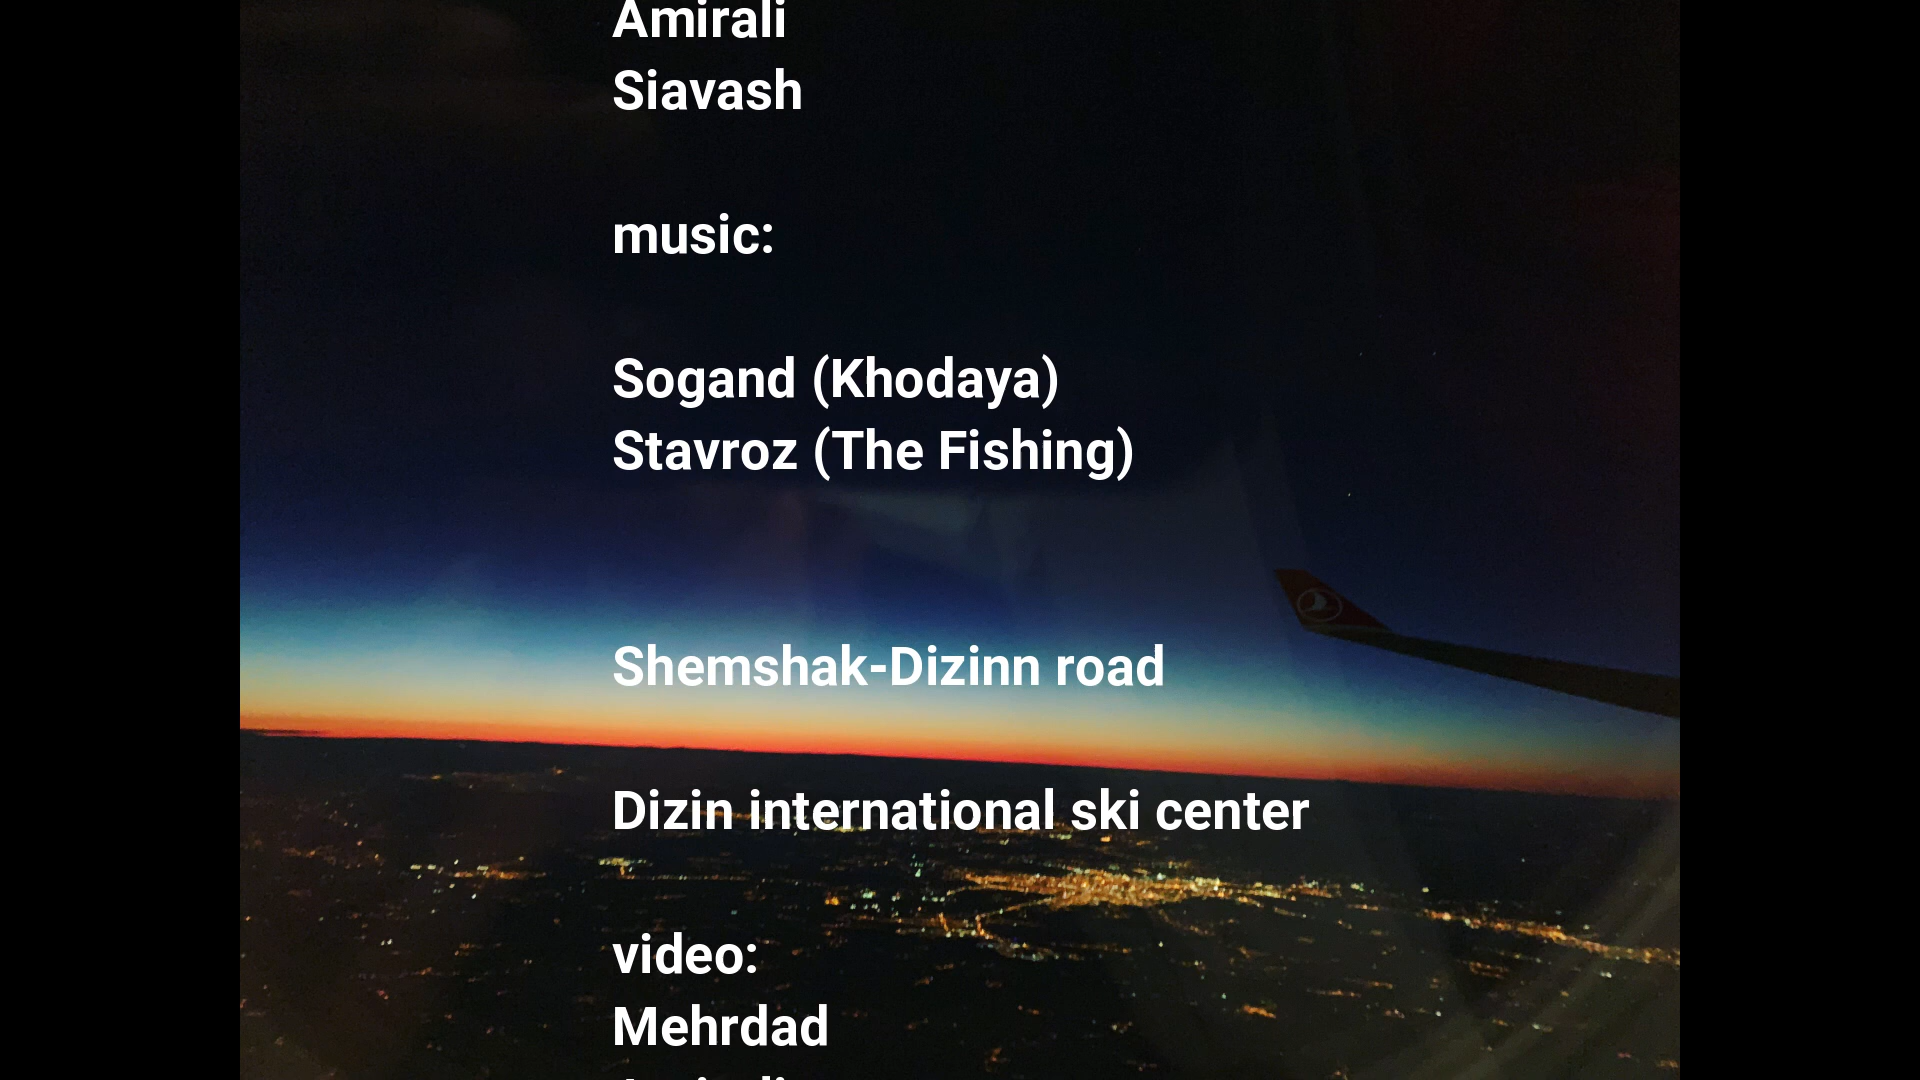 Amirali
Siavash
music:
Sogand (Khodaya)
Stavroz (The Fishing)
Shemshak-Dizinn road
Dizin international ski center
video:
Mehrdad